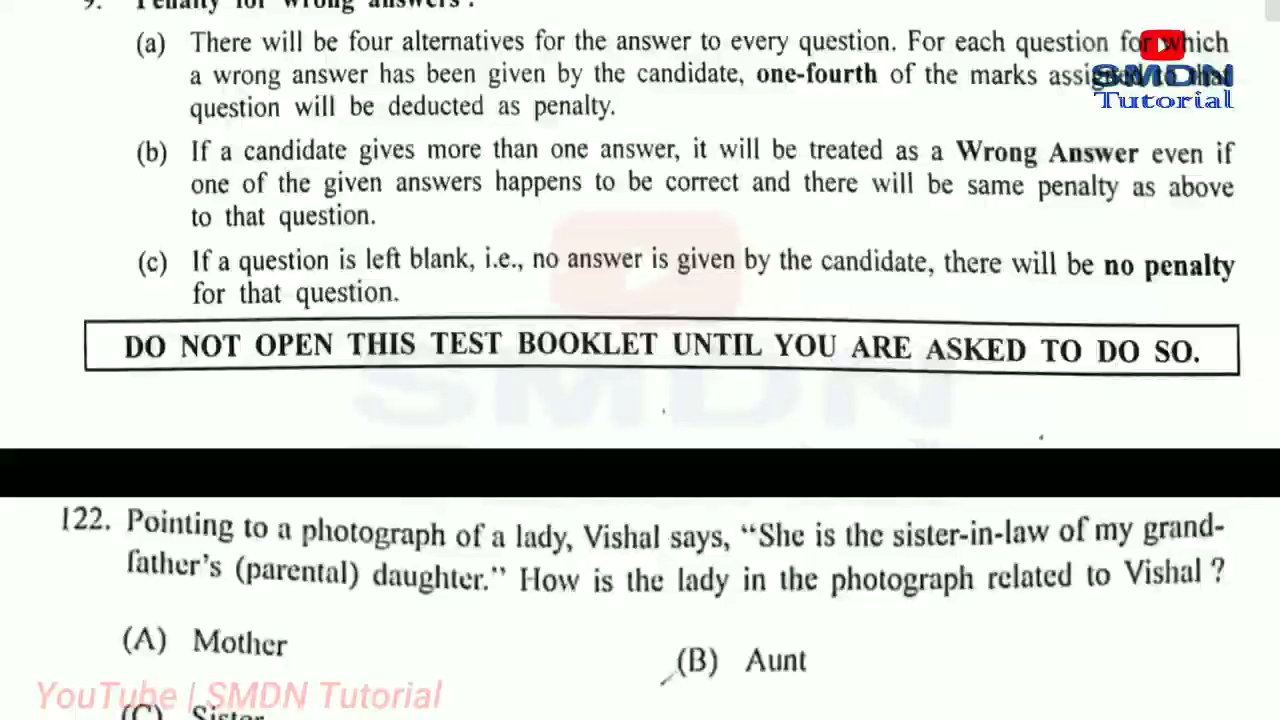 9. Penalty for wrong answers :
(a) There will be four alternatives for the answer to every question. For each question for which
a wrong answer has been given by the candidate, one-fourth of the marks assigned to that
question will be deducted as penalty.
(b) If a candidate gives more than one answer, it will be treated as a Wrong Answer even if
one of the given answers happens to be correct and there will be same penalty as above
to that question.
(c) If a question is left blank, i.e., no answer is given by the candidate, there will be no penalty
for that question.
SMDN
Tutorial
DO NOT OPEN THIS TEST BOOKLET UNTIL YOU ARE ASKED TO DO SO.
SMDN
122. Pointing to a photograph of a lady, Vishal says, “She is the sister-in-law of my grand-
father’s (parental) daughter.” How is the lady in the photograph related to Vishal ?
(A) Mother
(B) Aunt
(C) Sister
YouTube | SMDN Tutorial